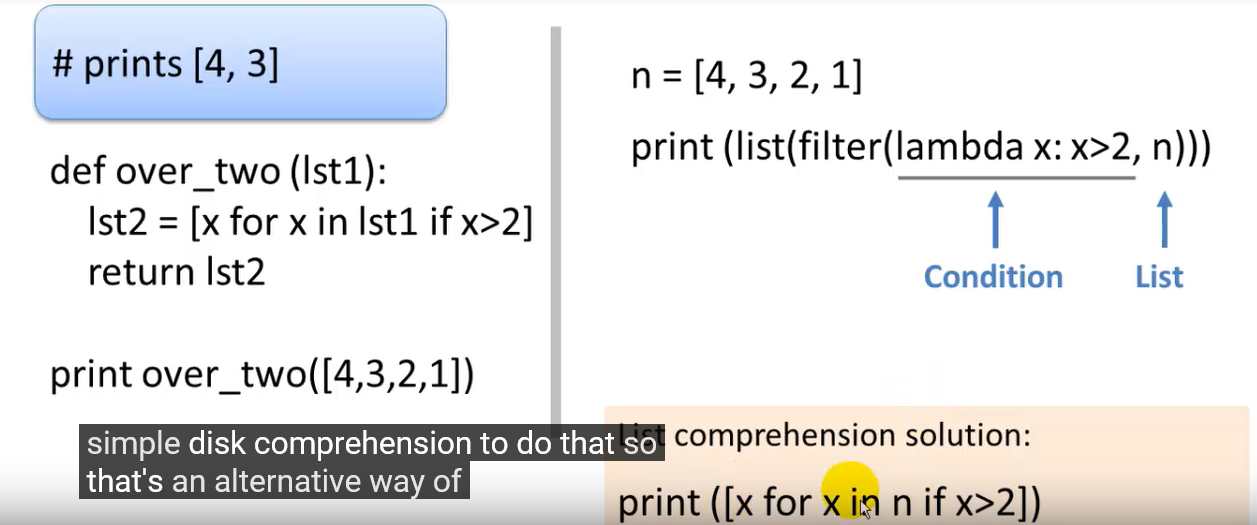 # prints [4, 3]
def over_two (lst1):
lst2 = [x for x in lst1 if x>2]
return lst2
print over_two([4,3,2,1])
n = [4, 3, 2, 1]
print (list(filter(lambda x: x>2, n)))
Condition
List
List comprehension solution:
print ([x for x in n if x>2])
simple disk comprehension to do that so
that's an alternative way of